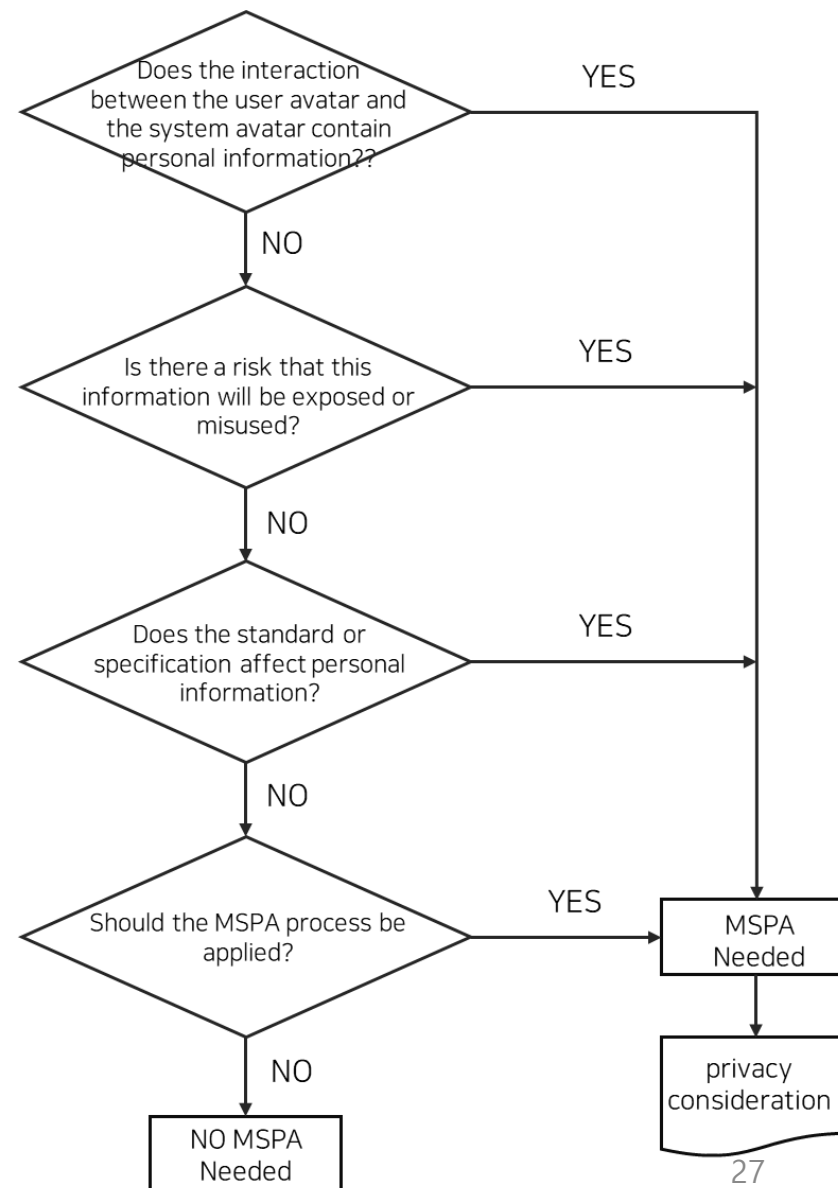 Does the interaction
between the user avatar and
the system avatar contain
personal information??
YES
NO
Is there a risk that this
information will be exposed or
misused?
YES
NO
Does the standard or
specification affect personal
information?
YES
NO
Should the MSPA process be
applied?
YES
MSPA
Needed
NO
privacy
consideration
NO MSPA
Needed
27